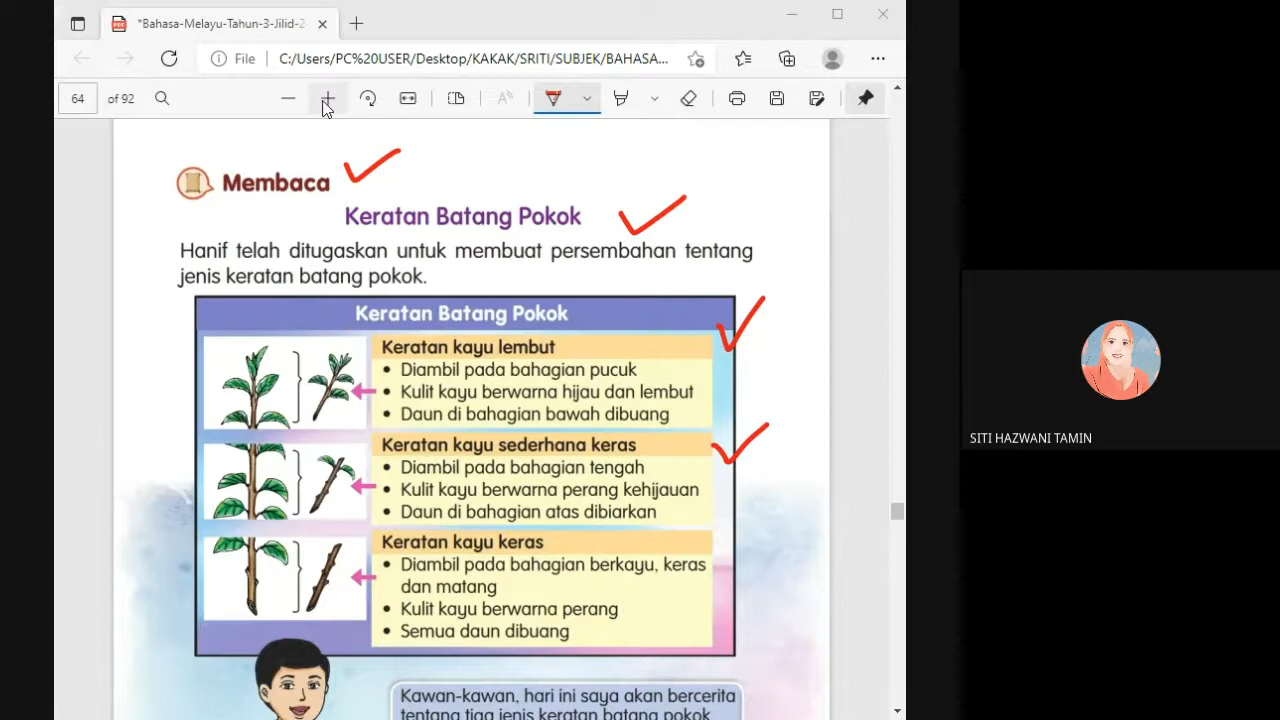 *Bahasa-Melayu-Tahun-3-Jilid-2
File
C:/Users/PC%20USER/Desktop/KAKAK/SRITI/SUBJEK/BAHASA...
64 of 92
Membaca
Keratan Batang Pokok
Hanif telah ditugaskan untuk membuat persembahan tentang
jenis keratan batang pokok.
Keratan Batang Pokok
Keratan kayu lembut
• Diambil pada bahagian pucuk
• Kulit kayu berwarna hijau dan lembut
• Daun di bahagian bawah dibuang
Keratan kayu sederhana keras
• Diambil pada bahagian tengah
• Kulit kayu berwarna perang kehijauan
• Daun di bahagian atas dibiarkan
Keratan kayu keras
• Diambil pada bahagian berkayu, keras
dan matang
• Kulit kayu berwarna perang
• Semua daun dibuang
Kawan-kawan, hari ini saya akan bercerita
tentang tiga jenis keratan batang pokok
SITI HAZWANI TAMIN